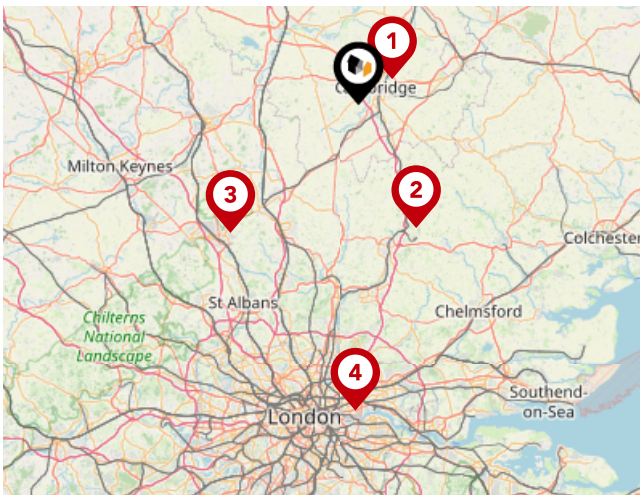 1
Cambridge
Milton Keynes
3
2
Colchester
St Albans
Chilterns
National
Landscape
Chelmsford
4
London
Southend-
on-Sea